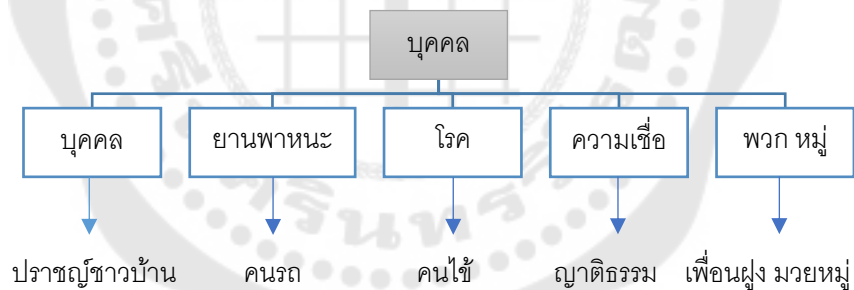 บุคคล
บุคคล ยานพาหนะ โรค ความเชื่อ พวก หมู่
ปราชญ์ชาวบ้าน คนรถ คนไข้ ญาติธรรม เพื่อนฝูง มวยหมู่